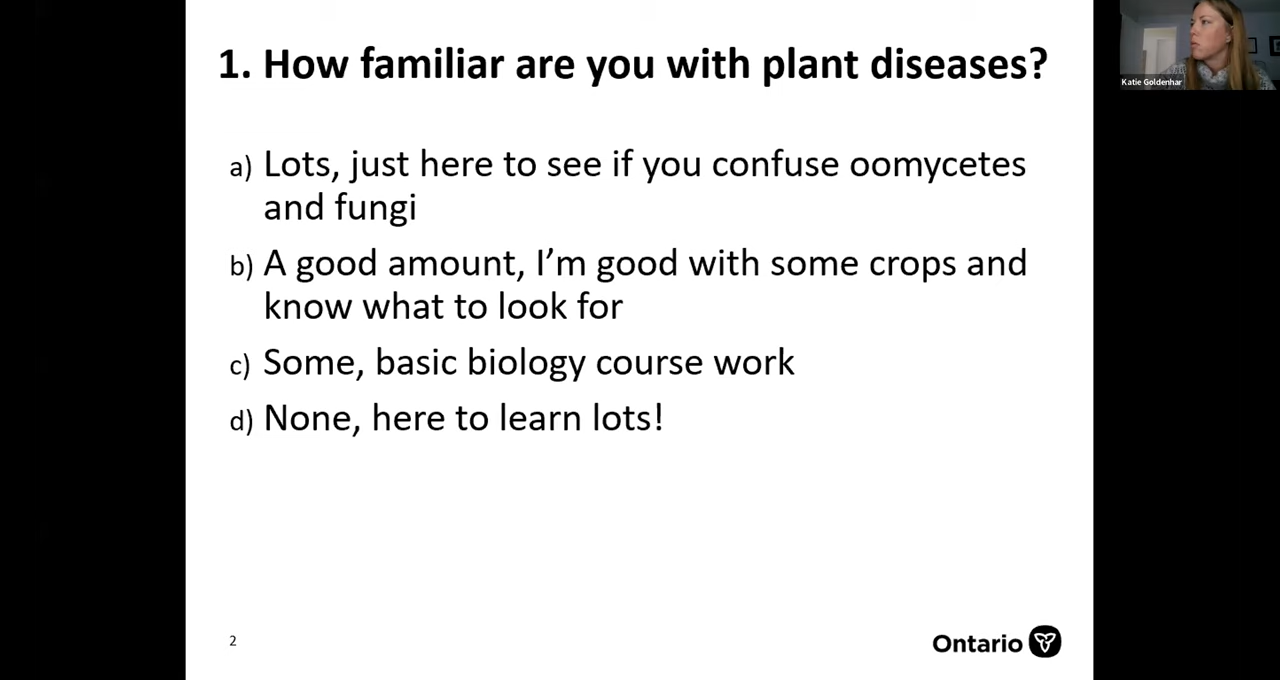 1. How familiar are you with plant diseases?
Katie Goldenhar
a) Lots, just here to see if you confuse oomycetes
and fungi
b) A good amount, I’m good with some crops and
know what to look for
c) Some, basic biology course work
d) None, here to learn lots!
2
Ontario